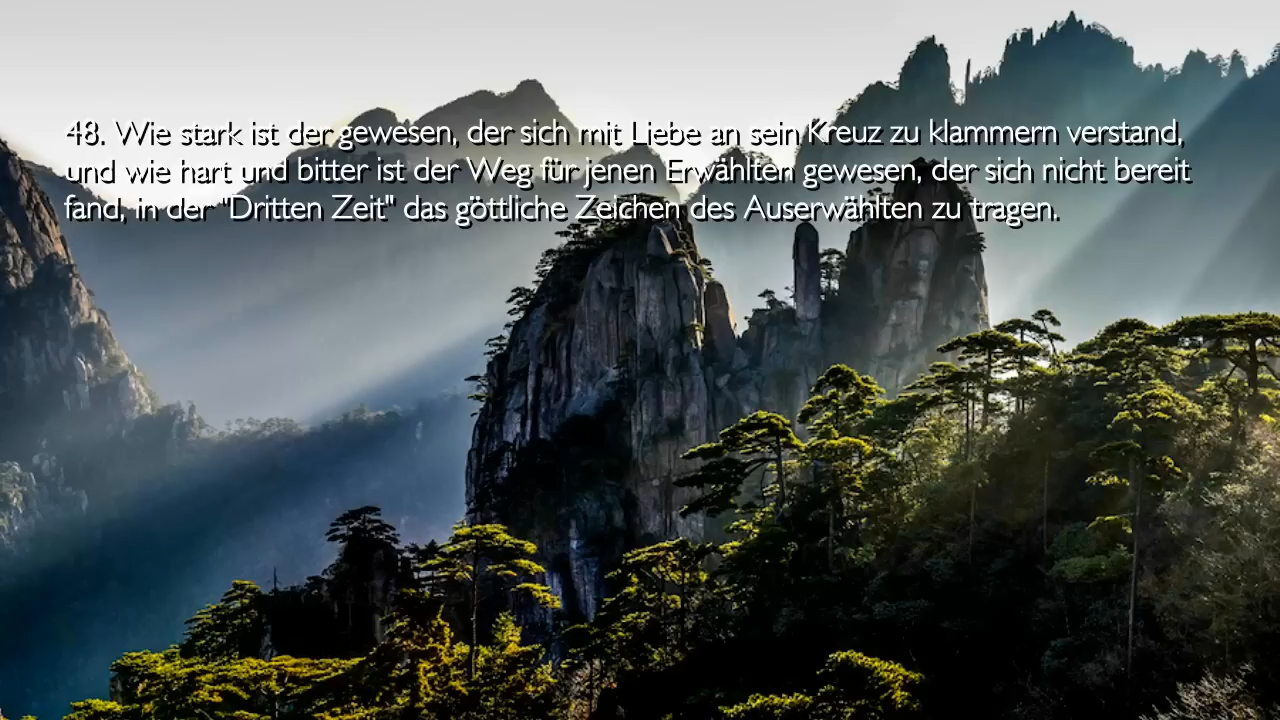 48. Wie stark ist der gewesen, der sich mit Liebe an sein Kreuz zu klammern verstand,
und wie hart und bitter ist der Weg für jenen Erwählten gewesen, der sich nicht bereit
fand, in der "Dritten Zeit" das göttliche Zeichen des Auserwählten zu tragen.